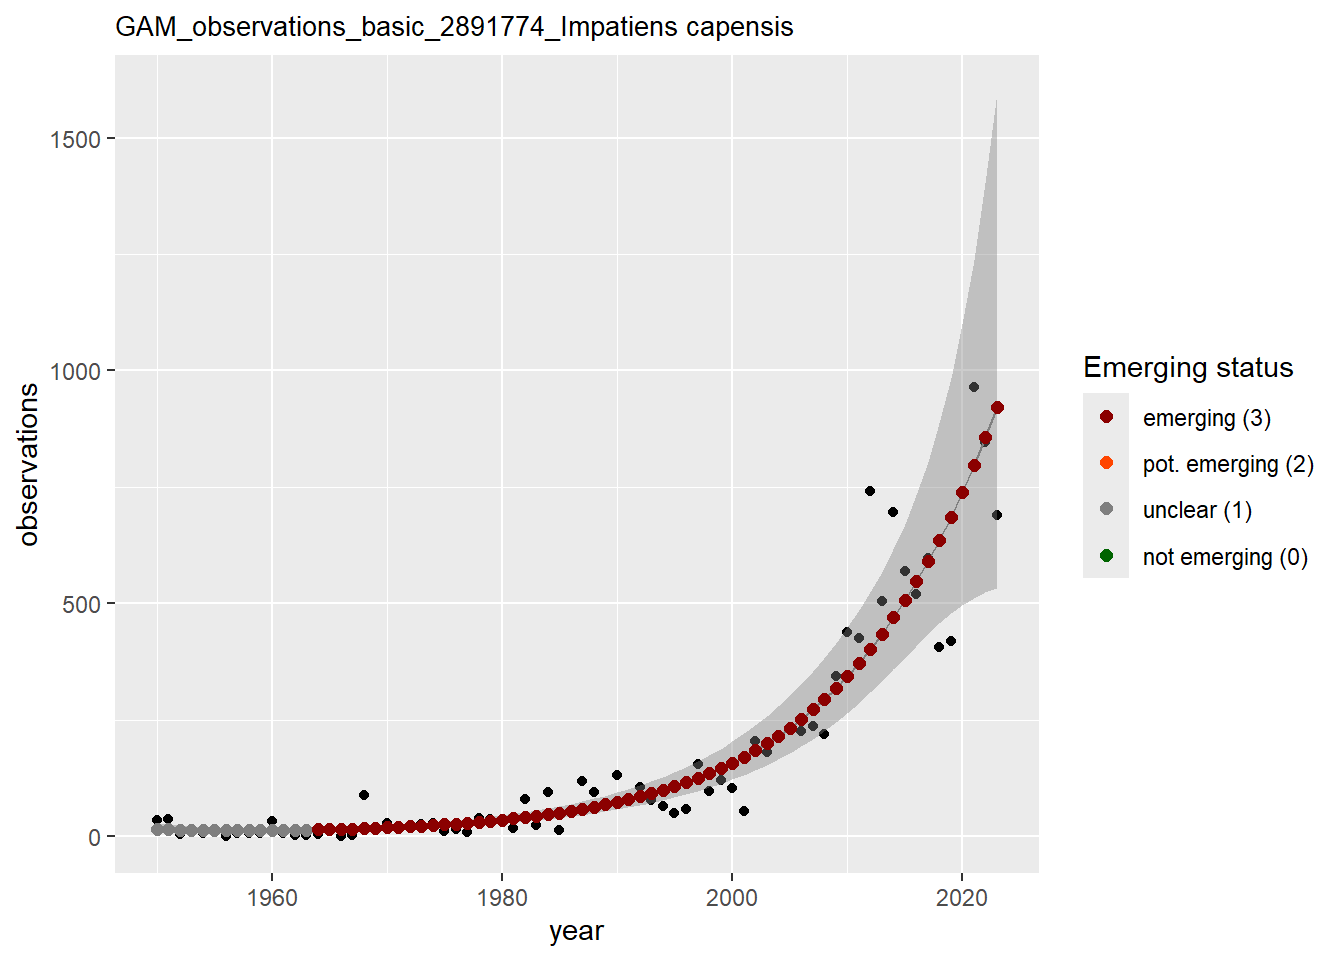 GAM_observations_basic_2891774_Impatiens capensis
1500
1000
500
0
observations
1960
1980
2000
2020
year
Emerging status
emerging (3)
pot. emerging (2)
unclear (1)
not emerging (0)